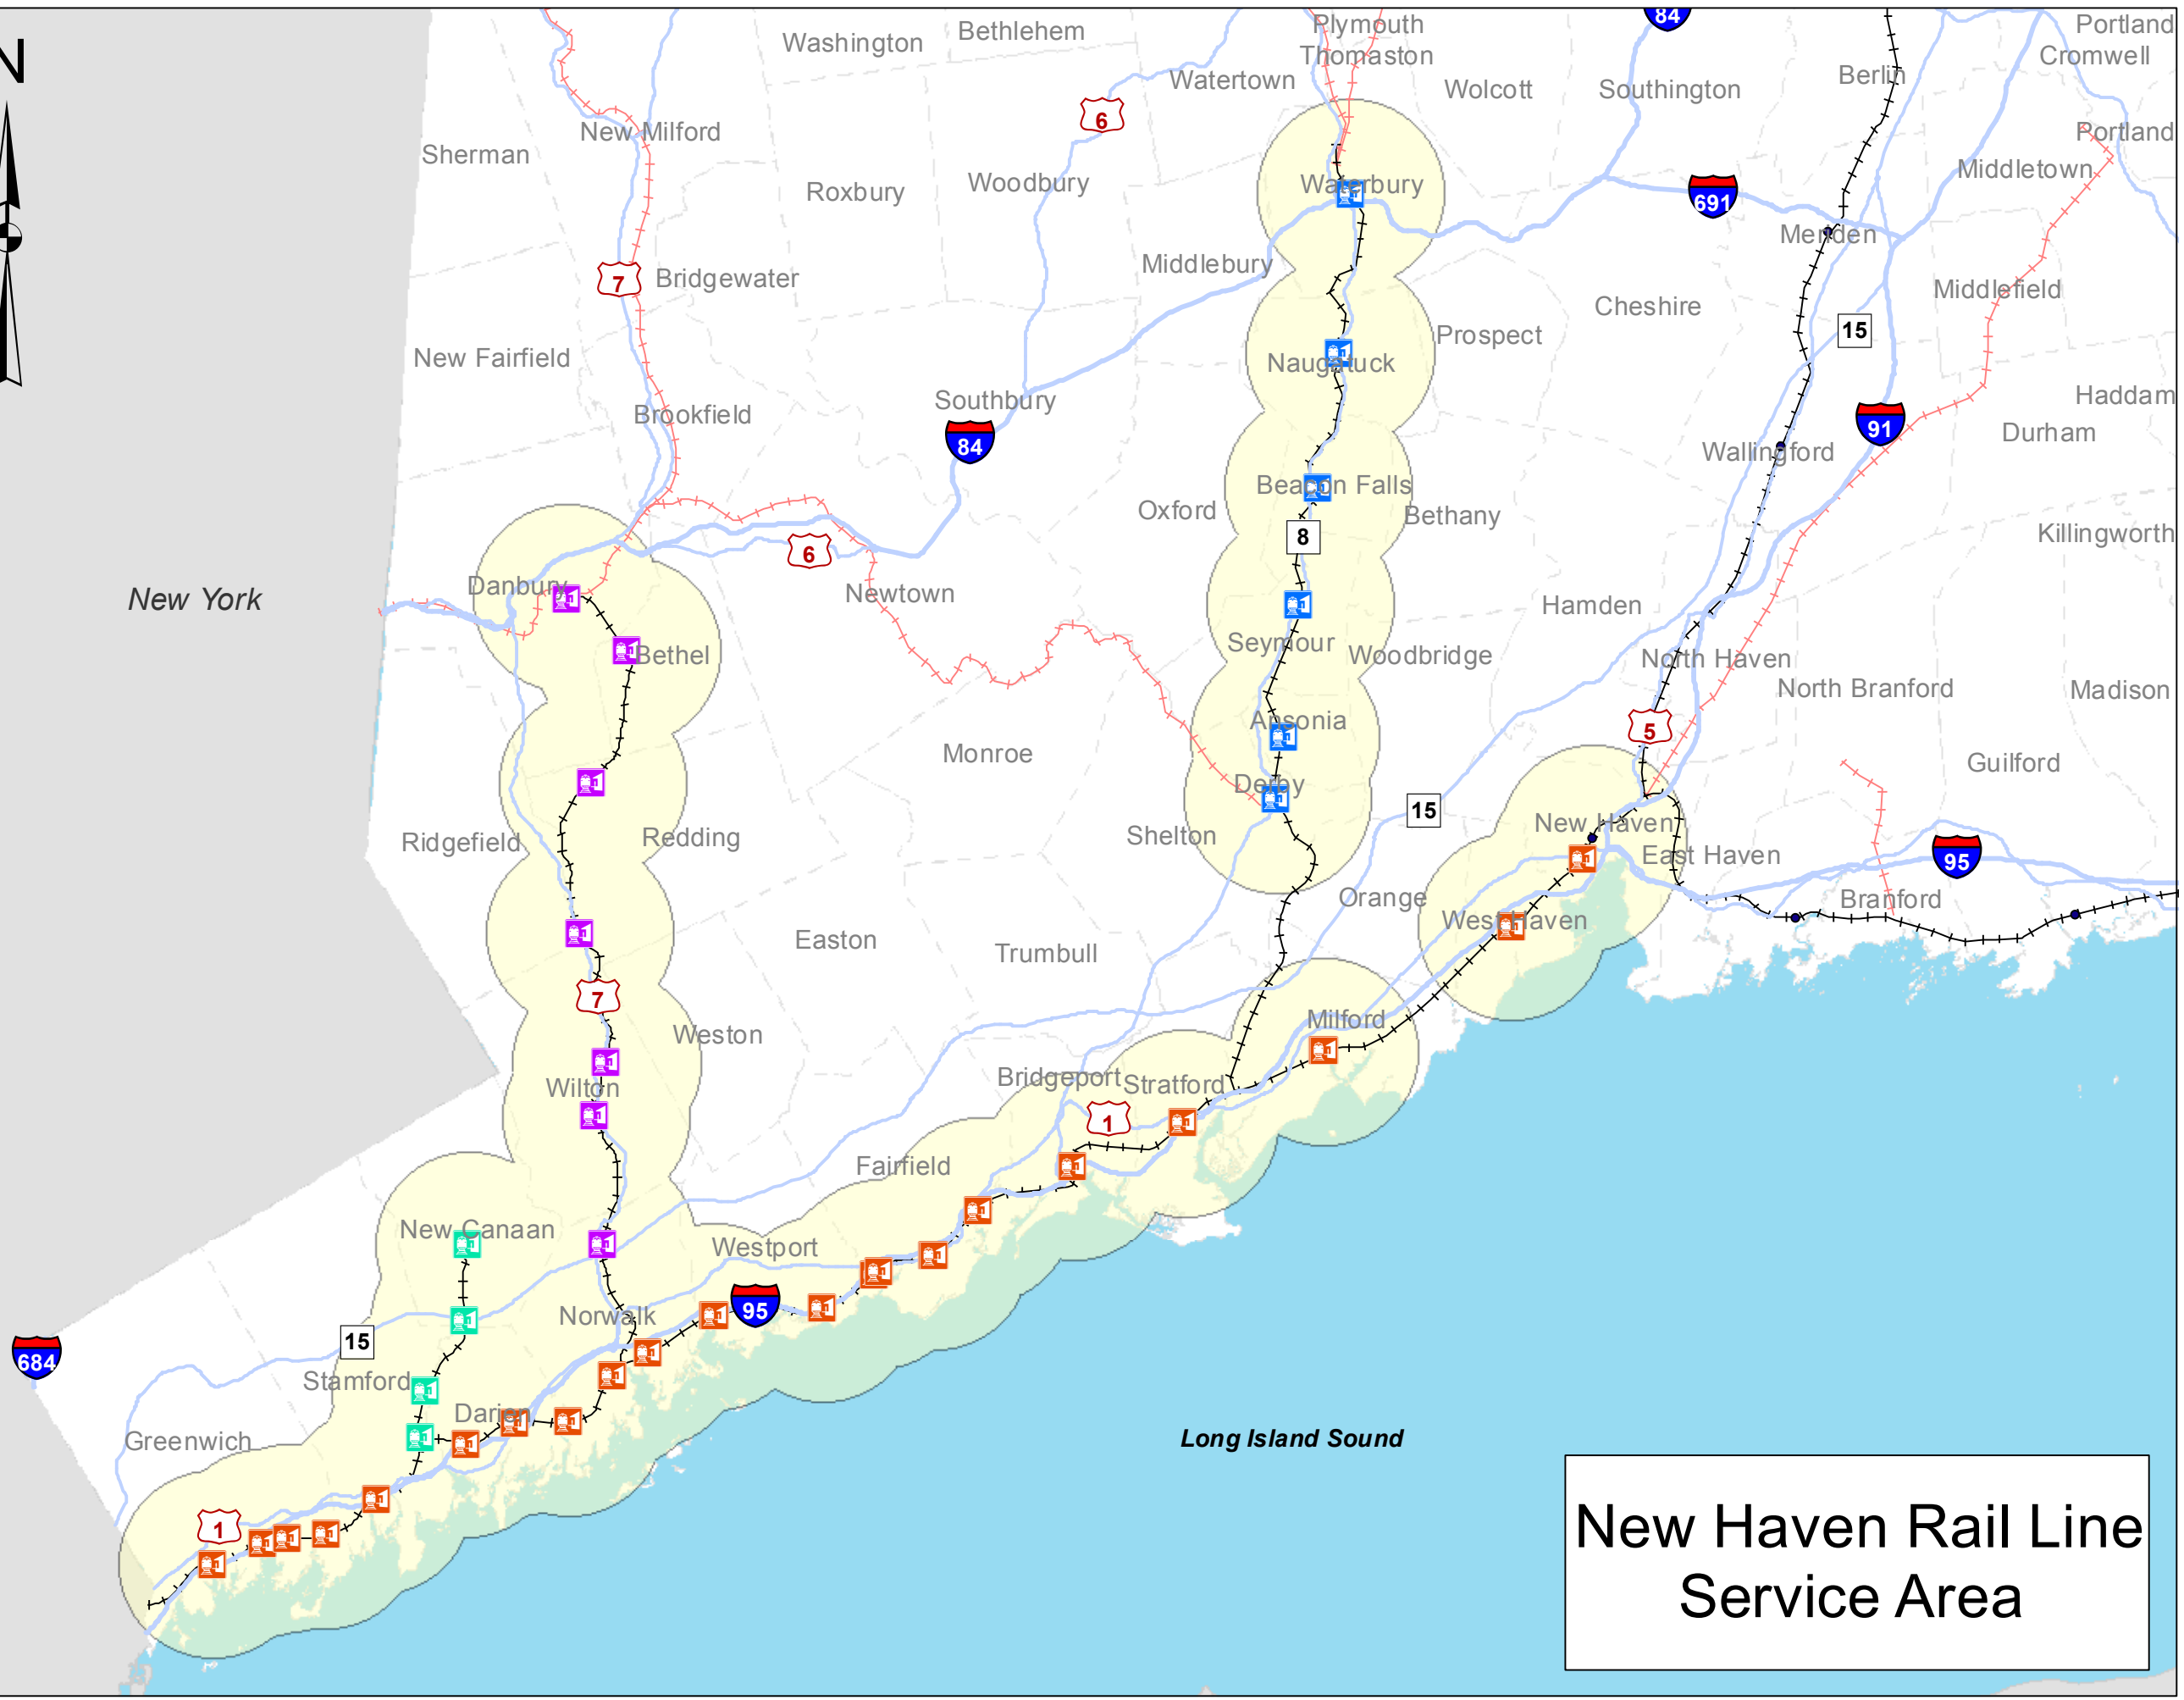 N
84
Plymouth
Portland
Washington
Bethlehem
Thomaston
Cromwell
Watertown
Wolcott
Southington
Berlin
6
New Milford
Portland
Sherman
Middletown
Roxbury
Woodbury
Waterbury
691
Meriden
Middlebury
7
Bridgewater
Middlefield
Cheshire
15
Prospect
New Fairfield
Naugatuck
Southbury
Haddam
Brookfield
84
91
Durham
Wallingford
Beacon Falls
Oxford
Bethany
8
Killingworth
6
Danbury
New York
Newtown
Hamden
Seymour
Bethel
Woodbridge
North Haven
North Branford
Madison
Ansonia
5
Monroe
Guilford
Derby
15
New Haven
Ridgefield
Redding
Shelton
East Haven
95
Orange
Branford
West Haven
Easton
Trumbull
7
Milford
Weston
Bridgeport
Stratford
Wilton
1
Fairfield
New Canaan
Westport
95
Norwalk
15
684
Stamford
Darien
Greenwich
Long Island Sound
1
New Haven Rail Line
Service Area